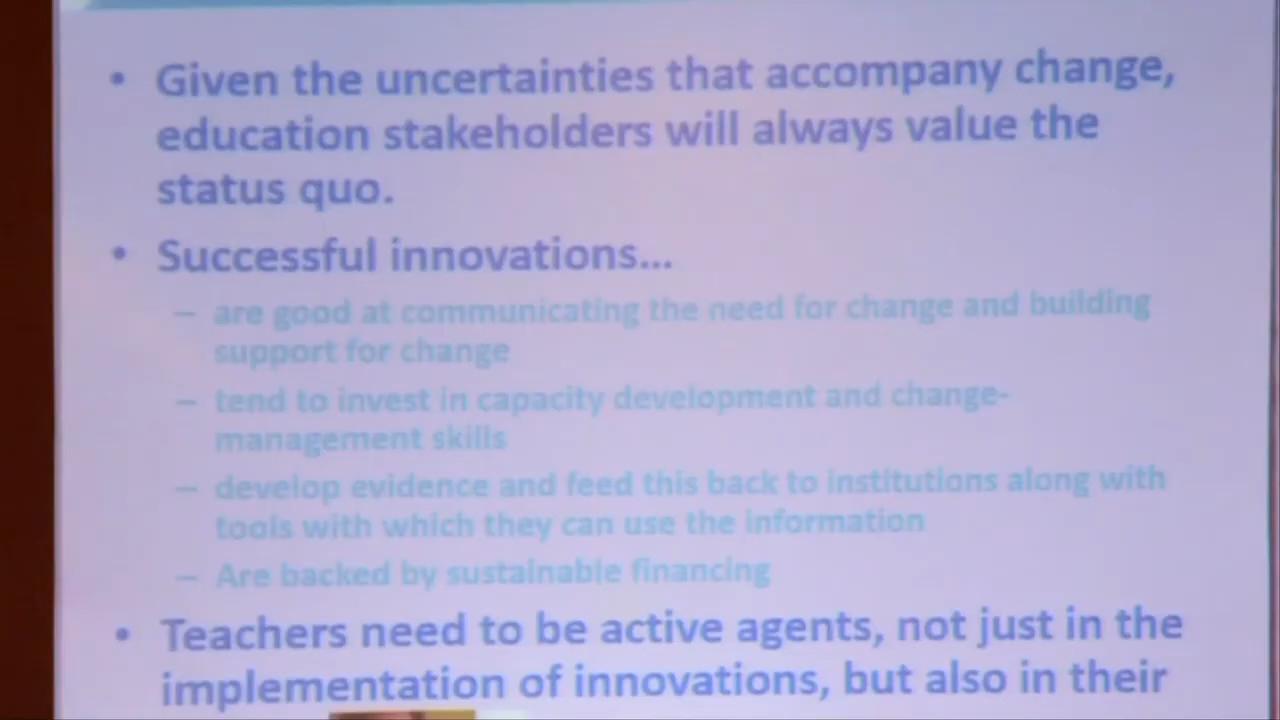 • Given the uncertainties that accompany change,
education stakeholders will always value the
status quo.
• Successful innovations...
– are good at communicating the need for change and building
support for change
– tend to invest in capacity development and change-
management skills
– develop evidence and feed this back to institutions along with
tools with which they can use the information
– Are backed by sustainable financing
• Teachers need to be active agents, not just in the
implementation of innovations, but also in their